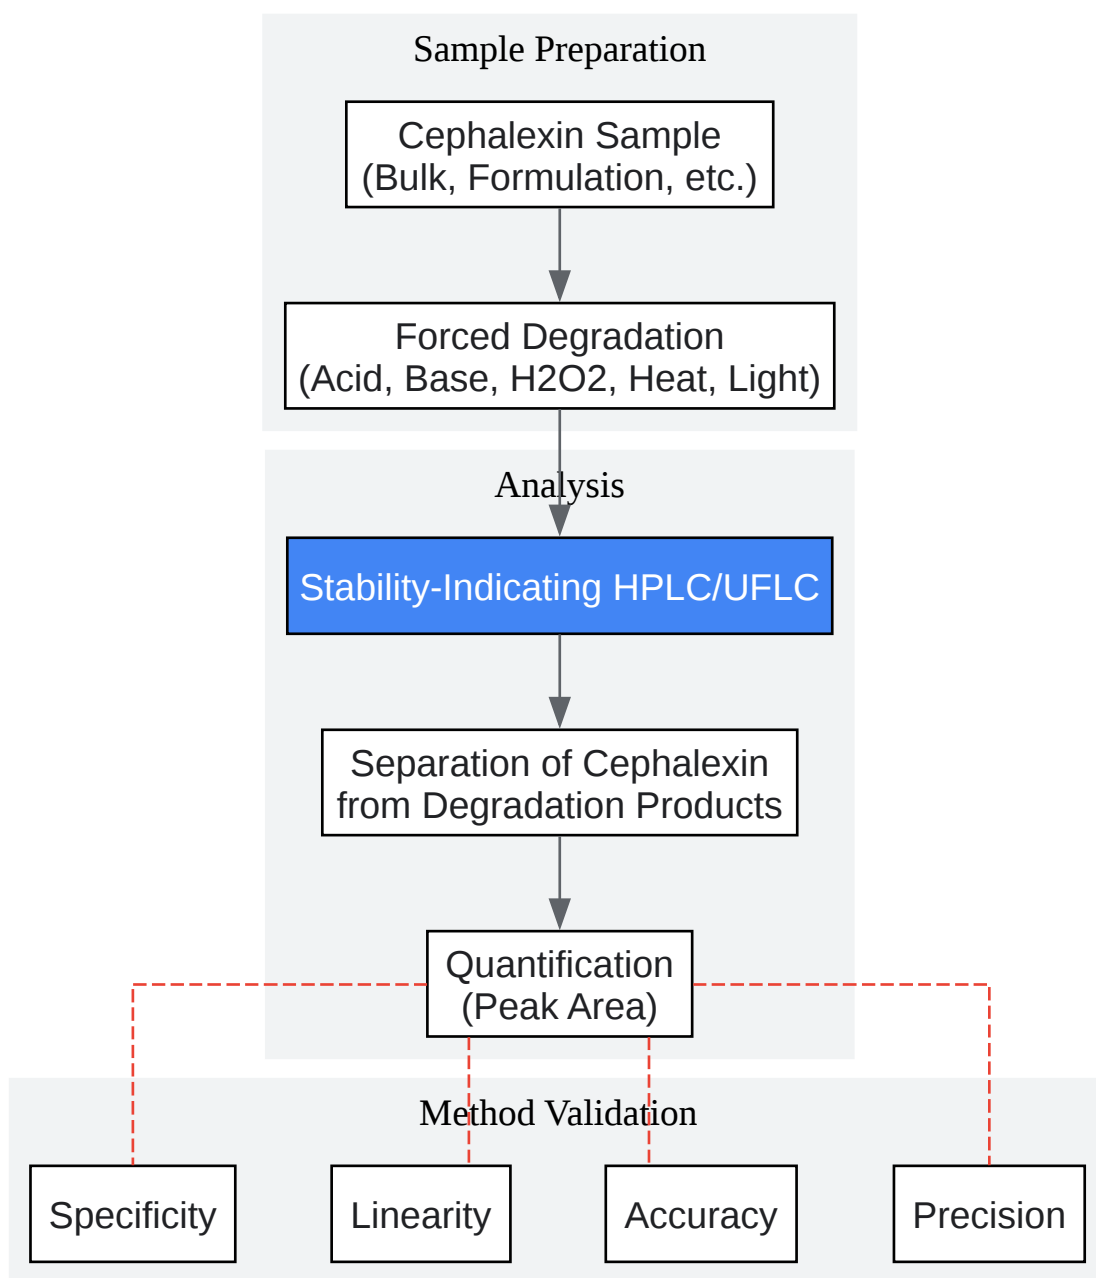 Sample Preparation
Cephalexin Sample
(Bulk, Formulation, etc.)
Forced Degradation
(Acid, Base, H2O2, Heat, Light)
Analysis
Stability-Indicating HPLC/UFLC
Separation of Cephalexin
from Degradation Products
Quantification
(Peak Area)
Method Validation
Specificity
Linearity
Accuracy
Precision